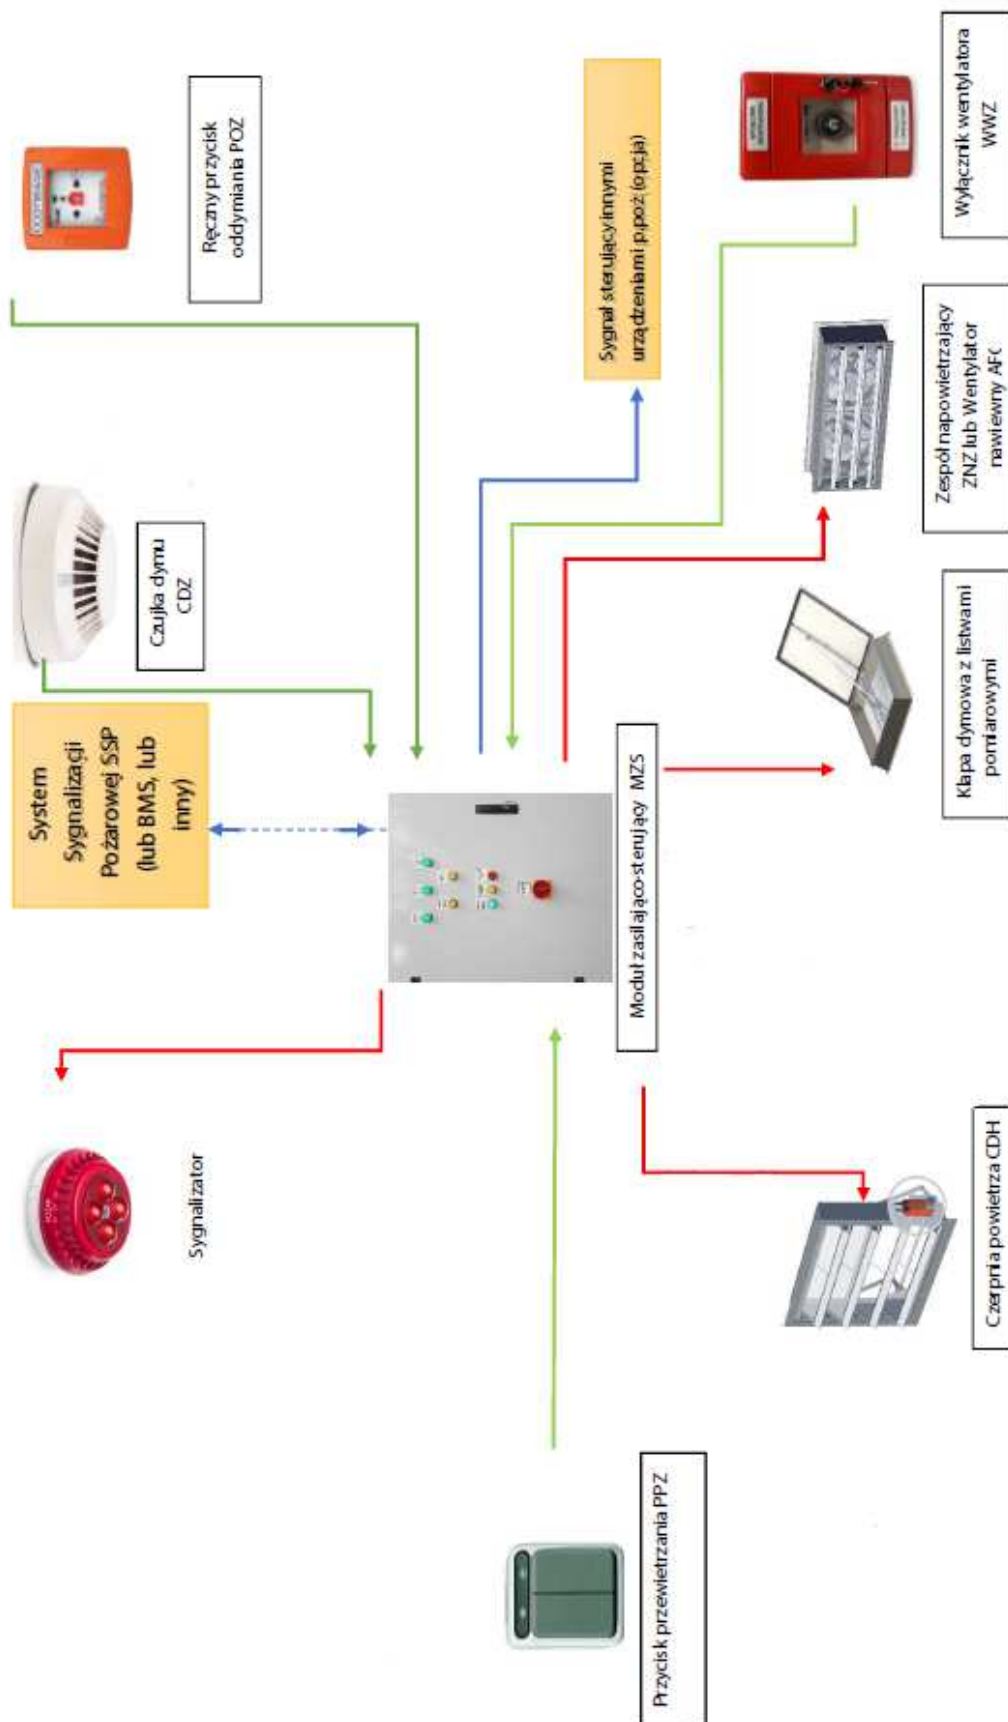 Sygnalizator
System
Sygnalizacji
Pożarowej SSP
(lub BMS, lub
inny)
Czujka dymu
CDZ
Ręczny przycisk
oddymiania POZ
Sygnał sterujący innymi
urządzeniami p.poż (opcja)
Przycisk przewietrzania PPZ
Moduł zasilająco-sterujący MZS
Czerpnia powietrza CDH
Klapa dymowa z listwami
pomiarowymi
Zespół napowietrzający
ZNZ lub Wentylator
nawiewny AFC
Wyłącznik wentylatora
WWZ